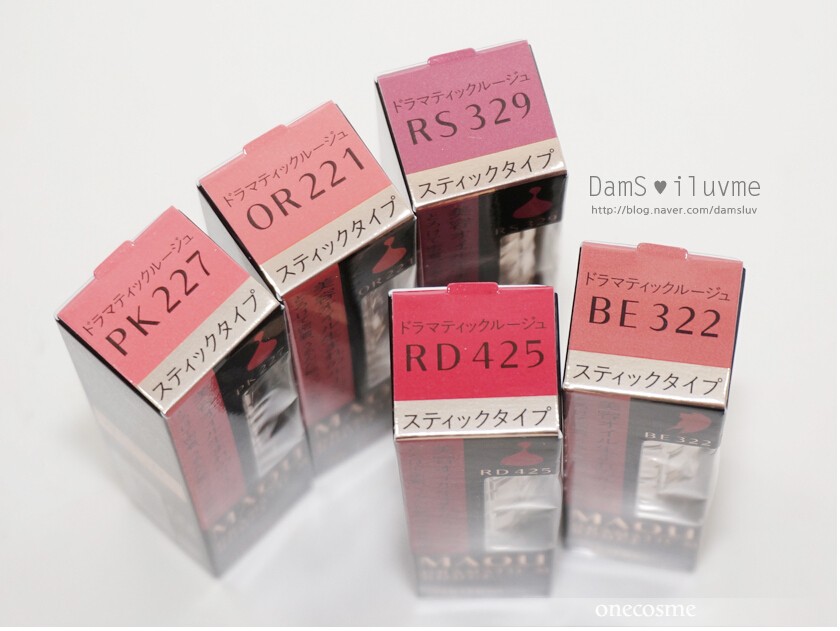 ドラマティックルージュ
RS 329
スティックタイプ
ドラマティックルージュ
OR 221
スティックタイプ
OR 221
DamS♥iluvme
http://blog.naver.com/damsluv
ドラマティックルージュ
PK 227
スティックタイプ
ドラマティックルージュ
BE 322
スティックタイプ
BE 322
ドラマティックルージュ
RD 425
スティックタイプ
RD 425
MAQU
onecosme